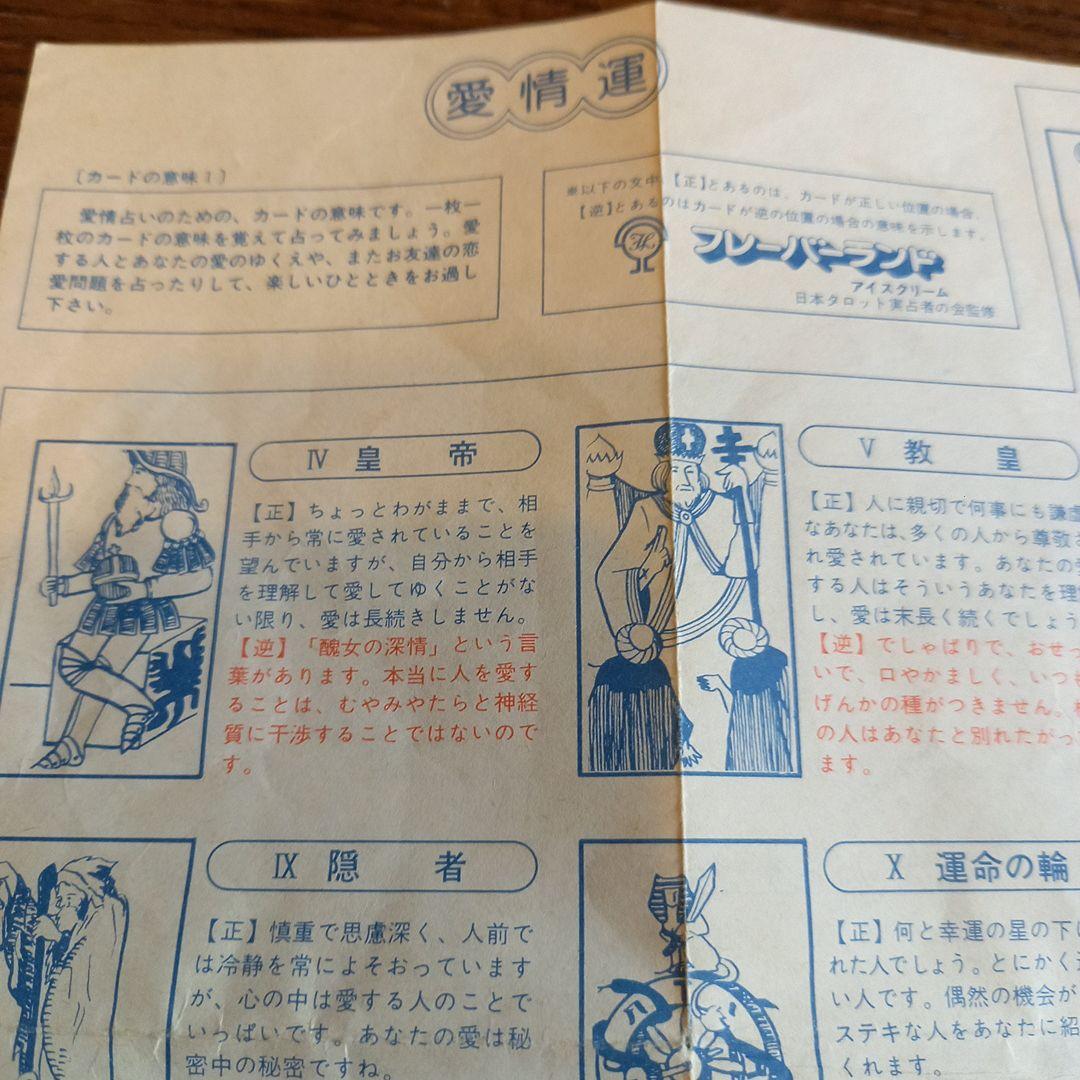 愛情運
〔カードの意味1〕
愛情占いのための、カードの意味です。一枚一
枚のカードの意味を覚えて占ってみましょう。愛
する人とあなたの愛のゆくえや、またお友達の恋
愛問題を占ったりして、楽しいひとときをお過し
下さい。
※以下の文中、【正】とあるのは、カードが正しい位置の場合、
【逆】とあるのはカードが逆の位置の場合の意味を示します。
フレーバーランド
アイスクリーム
日本タロット実占者の会監修
Ⅳ 皇 帝
【正】ちょっとわがままで、相
手から常に愛されていることを
望んでいますが、自分から相手
を理解して愛してゆくことがな
い限り、愛は長続きしません。
【逆】「醜女の深情」という言
葉があります。本当に人を愛す
ることは、むやみやたらと神経
質に干渉することではないので
す。
Ⅴ 教 皇
【正】人に親切で何事にも謙虚
なあなたは、多くの人から尊敬さ
れ愛されています。あなたの
する人はそういうあなたを理
し、愛は末長く続くでしょう
【逆】でしゃばりで、おせっ
いで、口やかましく、いつも
げんかの種がつきません。
の人はあなたと別れたがっ
ます。
Ⅸ 隠 者
【正】慎重で思慮深く、人前で
は冷静を常によそおっています
が、心の中は愛する人のことで
いっぱいです。あなたの愛は秘
密中の秘密ですね。
Ⅹ 運命の輪
【正】何と幸運の星の下に
れた人でしょう。とにかく
い人です。偶然の機会が
ステキな人をあなたに紹
くれます。